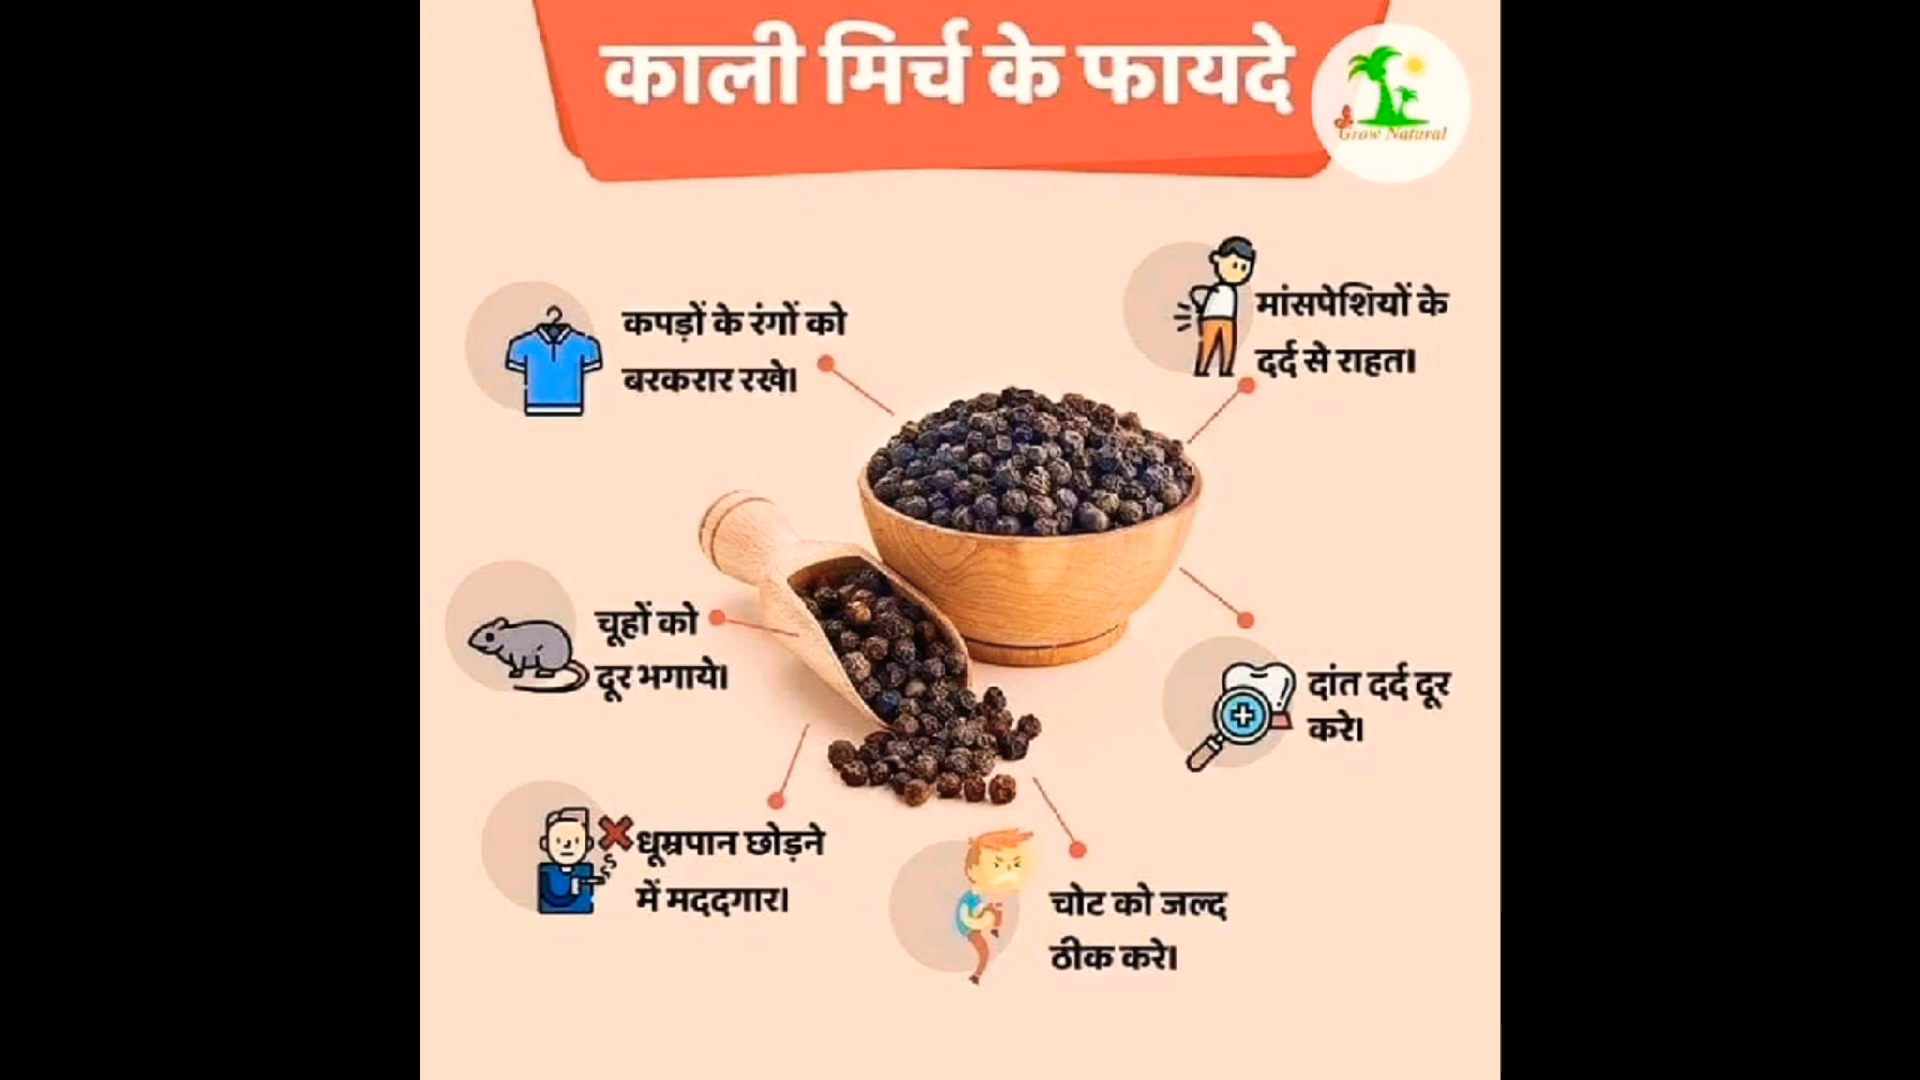 काली मिर्च के फायदे
Grow Natural
कपड़ों के रंगों को
बरकरार रखे।
मांसपेशियों के
दर्द से राहत।
चूहों को
दूर भगाये।
दांत दर्द दूर
करे।
धूम्रपान छोड़ने
में मददगार।
चोट को जल्द
ठीक करे।